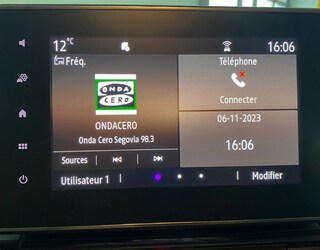 12°C
16:06
Fréq.
ONDA
CERO
ONDACERO
Onda Cero Segovia 98.3
Sources
Téléphone
Connecter
06-11-2023
16:06
Utilisateur 1
Modifier